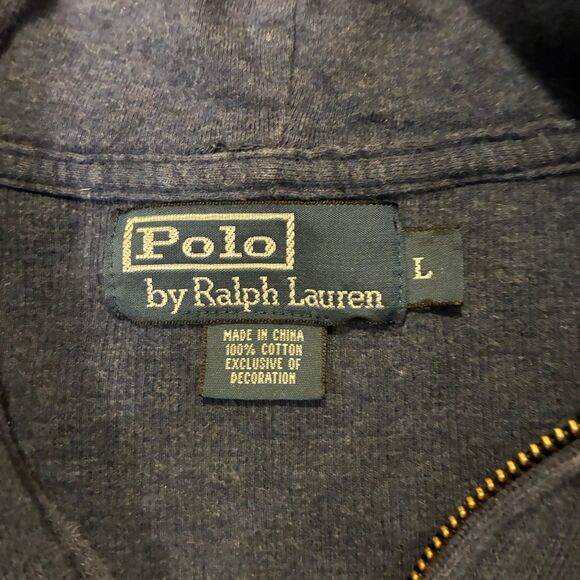 Polo
by Ralph Lauren
L
MADE IN CHINA
100% COTTON
EXCLUSIVE OF
DECORATION